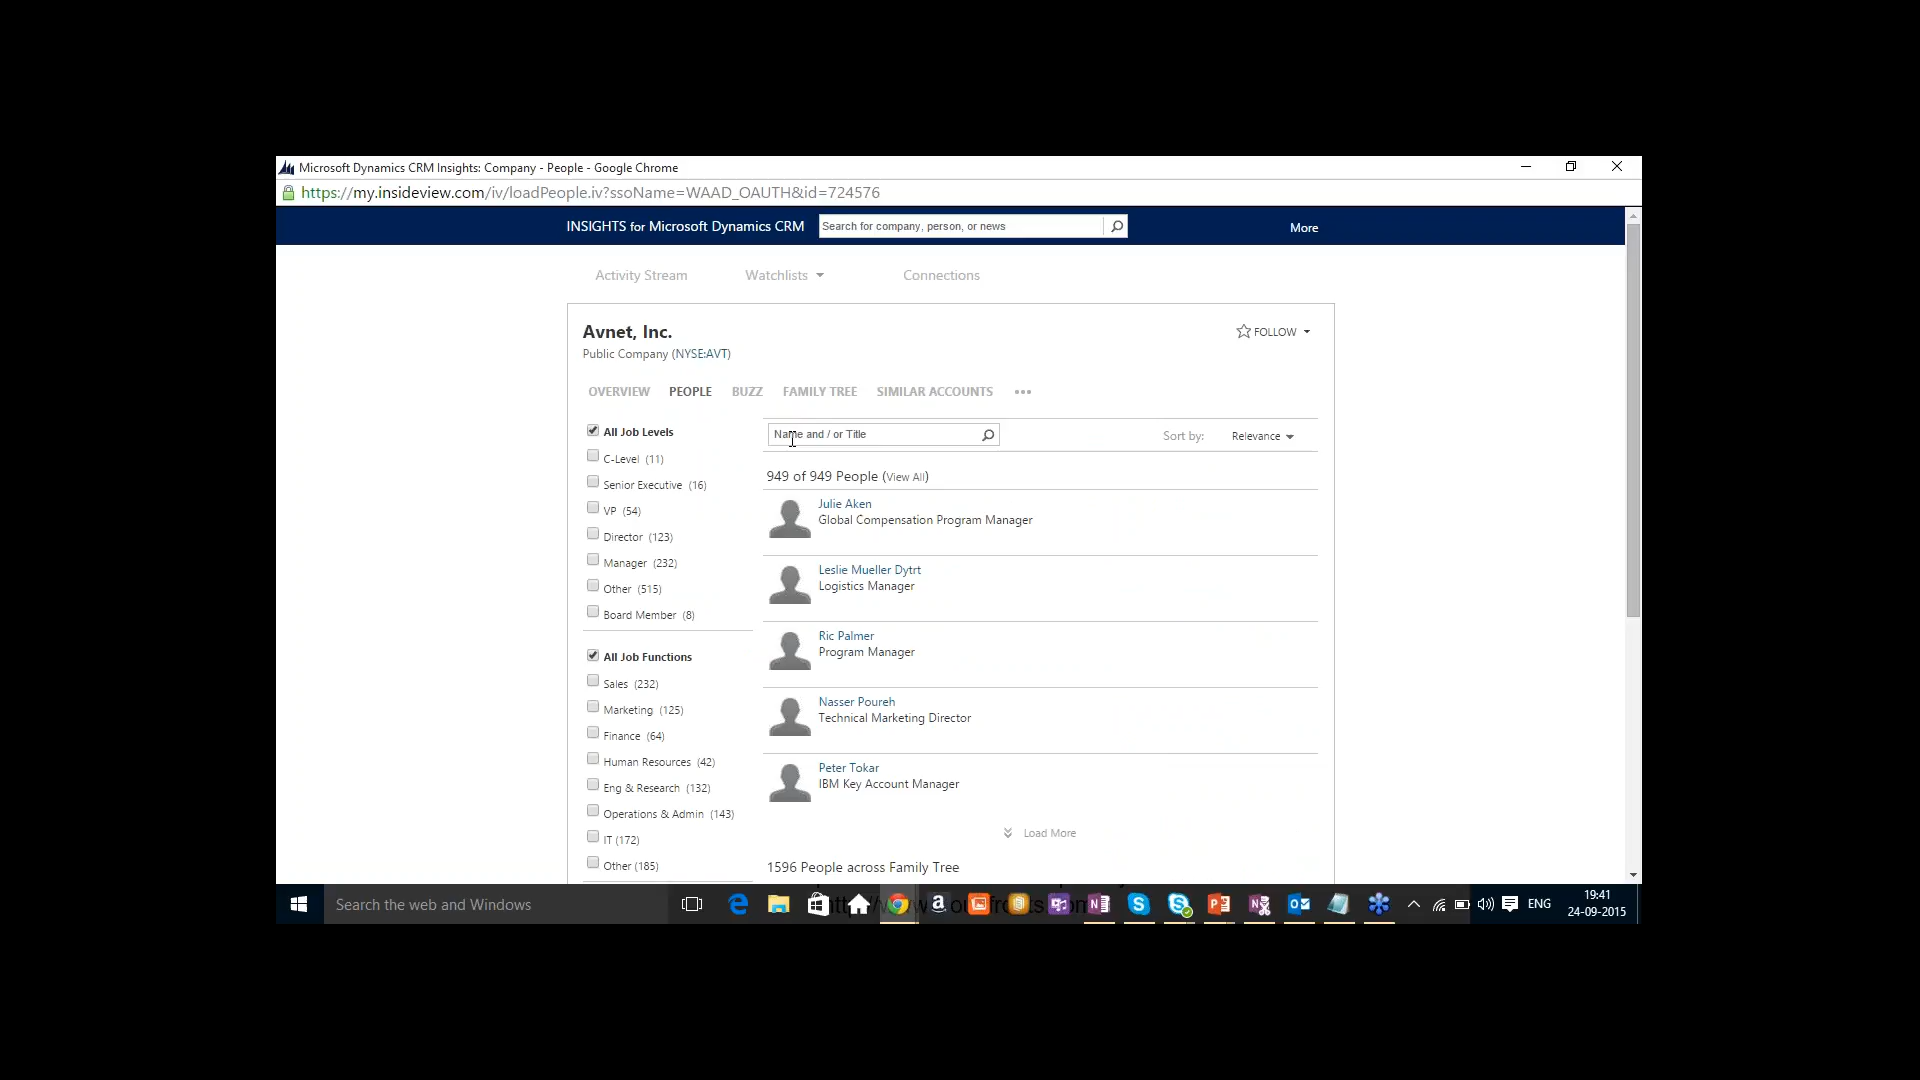 Microsoft Dynamics CRM Insights: Company - People - Google Chrome
https://my.insideview.com/iv/loadPeople.iv?ssoName=WAAD_OAUTH&id=724576
INSIGHTS for Microsoft Dynamics CRM
Search for company, person, or news
More
Activity Stream
Watchlists
Connections
Avnet, Inc.
FOLLOW
Public Company (NYSE:AVT)
OVERVIEW
PEOPLE
BUZZ
FAMILY TREE
SIMILAR ACCOUNTS
All Job Levels
C-Level (11)
Senior Executive (16)
VP (54)
Director (123)
Manager (232)
Other (515)
Board Member (8)
All Job Functions
Sales (232)
Marketing (125)
Finance (64)
Human Resources (42)
Eng & Research (132)
Operations & Admin (143)
IT (172)
Other (185)
Name and / or Title
Sort by: Relevance
949 of 949 People (View All)
Julie Aken
Global Compensation Program Manager
Leslie Mueller Dytrt
Logistics Manager
Ric Palmer
Program Manager
Nasser Poureh
Technical Marketing Director
Peter Tokar
IBM Key Account Manager
Load More
1596 People across Family Tree
Search the web and Windows
ENG
19:41
24-09-2015